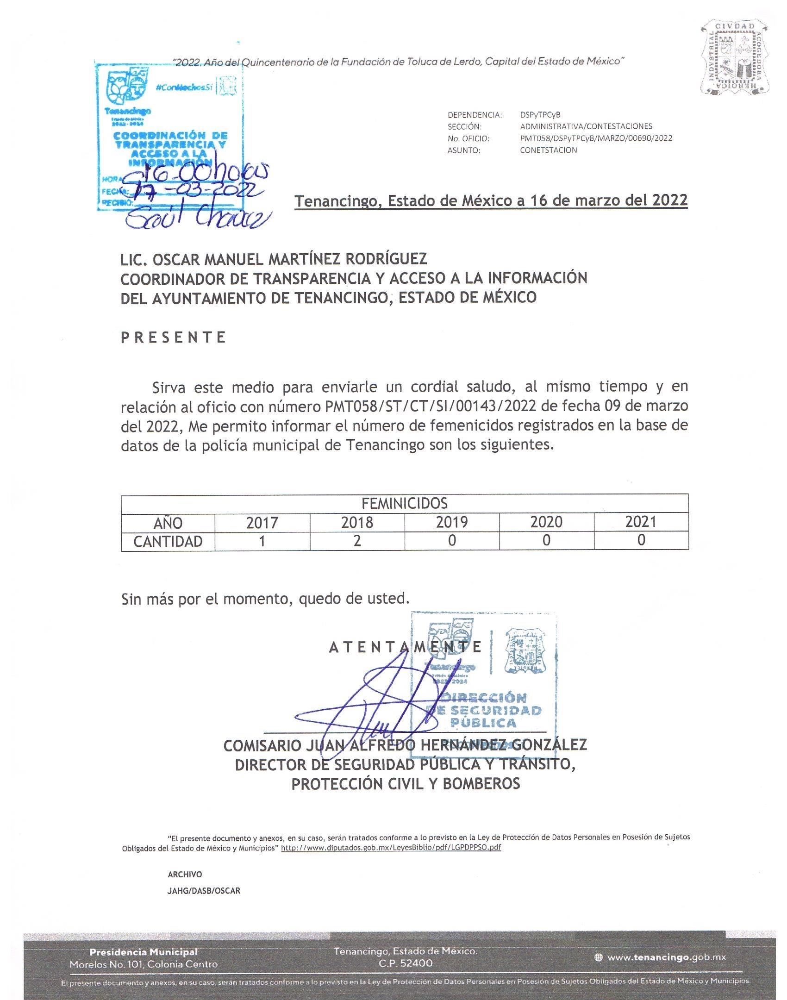 "2022. Año del Quincentenario de la Fundación de Toluca de Lerdo, Capital del Estado de México"
CIVDAD
INDVSTRIAL
ACOGEDORA
HEROICA.
#ConHechosSí
Tenancingo
Estado de México
2022 - 2024
COORDINACIÓN DE
TRANSPARENCIA Y
ACCESO A LA
INFORMACIÓN
HORA: 16:00 horas
FECHA: 17-03-2022
RECIBIÓ:
Saúl
DEPENDENCIA: DSPyTPCyB
SECCIÓN: ADMINISTRATIVA/CONTESTACIONES
No. OFICIO: PMT058/DSPyTPCyB/MARZO/00690/2022
ASUNTO: CONETSTACION
Tenancingo, Estado de México a 16 de marzo del 2022
LIC. OSCAR MANUEL MARTÍNEZ RODRÍGUEZ
COORDINADOR DE TRANSPARENCIA Y ACCESO A LA INFORMACIÓN
DEL AYUNTAMIENTO DE TENANCINGO, ESTADO DE MÉXICO
P R E S E N T E
Sirva este medio para enviarle un cordial saludo, al mismo tiempo y en
relación al oficio con número PMT058/ST/CT/SI/00143/2022 de fecha 09 de marzo
del 2022, Me permito informar el número de femenicidos registrados en la base de
datos de la policía municipal de Tenancingo son los siguientes.
FEMINICIDOS
AÑO 2017 2018 2019 2020 2021
CANTIDAD 1 2 0 0 0
Sin más por el momento, quedo de usted.
A T E N T A M E N T E
Tenancingo
Estado de México
2022 - 2024
HEROICA
DIRECCIÓN
DE SEGURIDAD
PÚBLICA
#ConHechosSí
COMISARIO JUAN ALFREDO HERNÁNDEZ GONZÁLEZ
DIRECTOR DE SEGURIDAD PÚBLICA Y TRÁNSITO,
PROTECCIÓN CIVIL Y BOMBEROS
"El presente documento y anexos, en su caso, serán tratados conforme a lo previsto en la Ley de Protección de Datos Personales en Posesión de Sujetos
Obligados del Estado de México y Municipios" http://www.diputados.gob.mx/LeyesBiblio/pdf/LGPDPPSO.pdf
ARCHIVO
JAHG/DASB/OSCAR
Presidencia Municipal
Morelos No. 101, Colonia Centro
Tenancingo, Estado de México.
C.P. 52400
www.tenancingo.gob.mx
El presente documento y anexos, en su caso, serán tratados conforme a lo previsto en la Ley de Protección de Datos Personales en Posesión de Sujetos Obligados del Estado de México y Municipios.